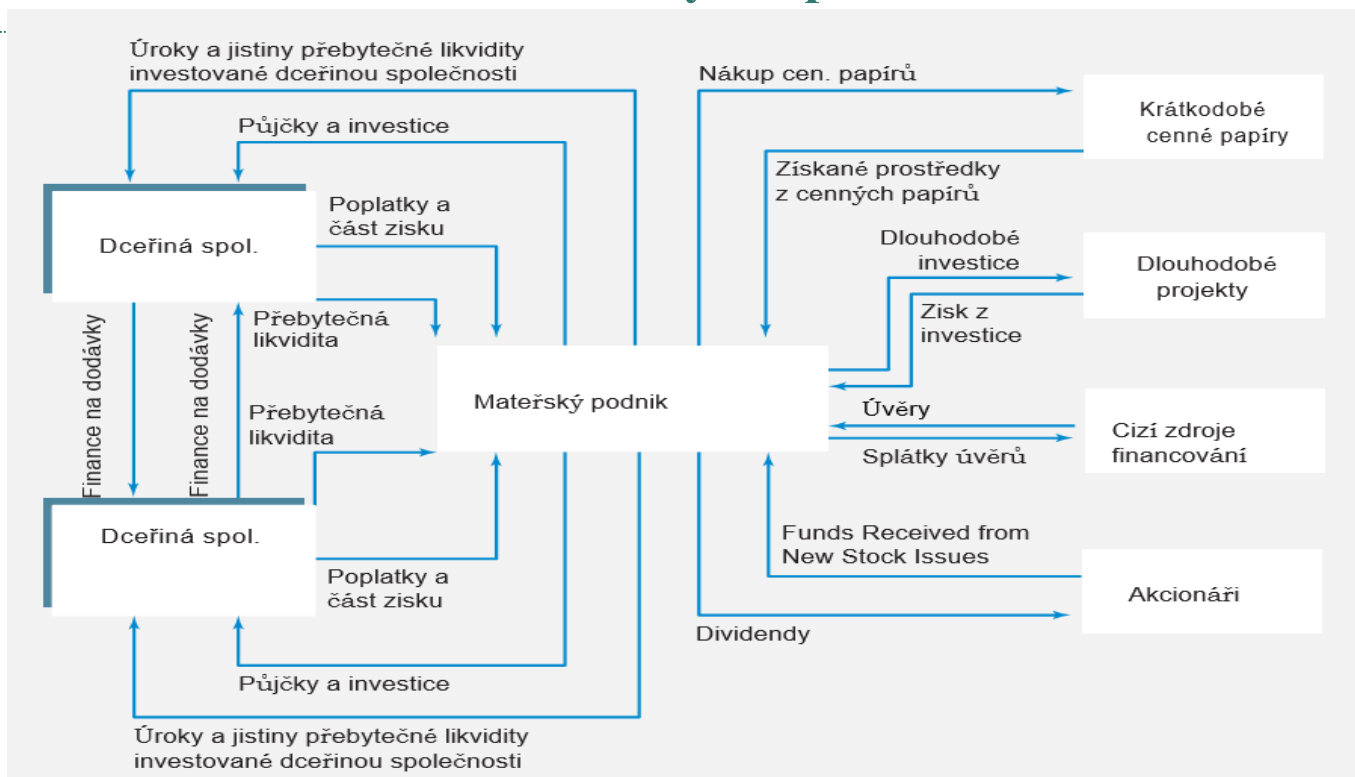 Úroky a jistiny přebytečné likvidity
investované dceřinou společnosti
Nákup cen. papírů
Krátkodobé
cenné papíry
Půjčky a investice
Získané prostředky
z cenných papírů
Poplatky a
část zisku
Dceřiná spol.
Dlouhodobé
investice
Dlouhodobé
projekty
Přebytečná
likvidita
Zisk z
investice
Finance na dodávky
Finance na dodávky
Mateřský podnik
Přebytečná
likvidita
Úvěry
Splátky úvěrů
Cizí zdroje
financování
Dceřiná spol.
Funds Received from
New Stock Issues
Poplatky a
část zisku
Akcionáři
Dividendy
Půjčky a investice
Úroky a jistiny přebytečné likvidity
investované dceřinou společnosti